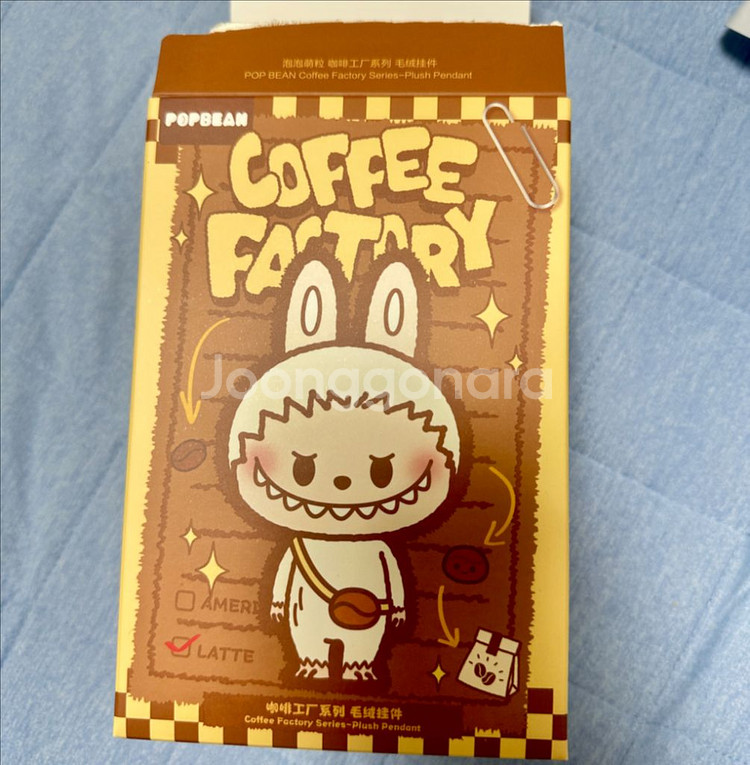 泡泡萌粒 咖啡工厂系列 毛绒挂件
POP BEAN Coffee Factory Series-Plush Pendant
POPBEAN
COFFEE
FACTORY
Joonggonara
AMERI
LATTE
咖啡工厂系列 毛绒挂件
Coffee Factory Series-Plush Pendant